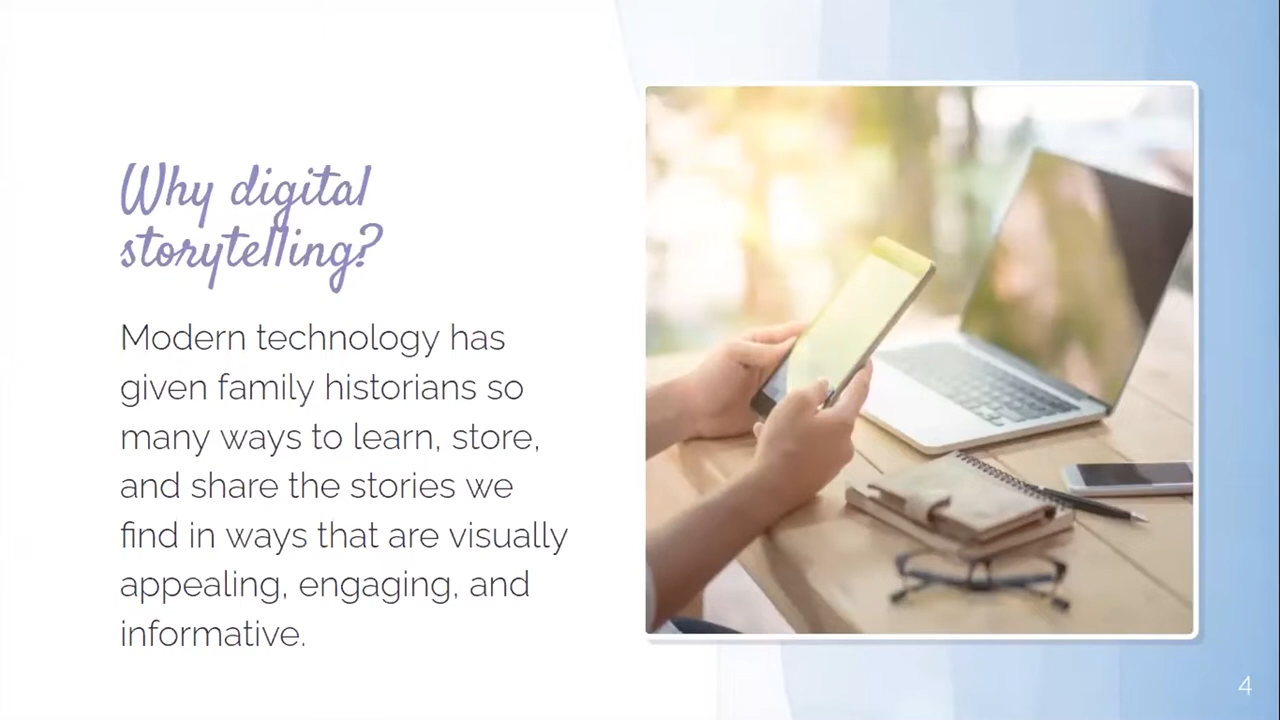 Why digital
storytelling?
Modern technology has
given family historians so
many ways to learn, store,
and share the stories we
find in ways that are visually
appealing, engaging, and
informative.
4